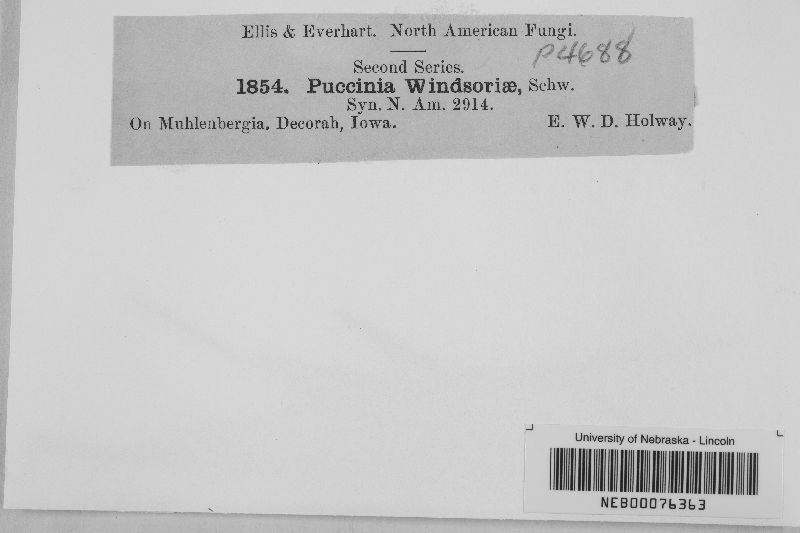 Ellis & Everhart. North American Fungi.
P4688
Second Series.
1854. Puccinia Windsoriæ, Schw.
Syn. N. Am. 2914.
On Muhlenbergia, Decorah, Iowa. E. W. D. Holway.
University of Nebraska - Lincoln
NEB00076363